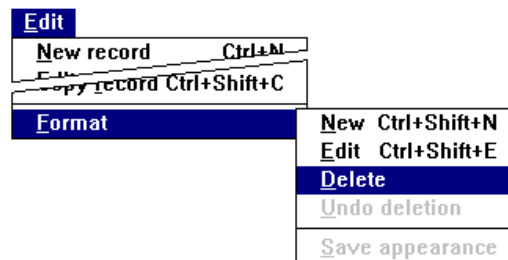 Edit
New record Ctrl+N
Copy record Ctrl+Shift+C
Format
New Ctrl+Shift+N
Edit Ctrl+Shift+E
Delete
Undo deletion
Save appearance